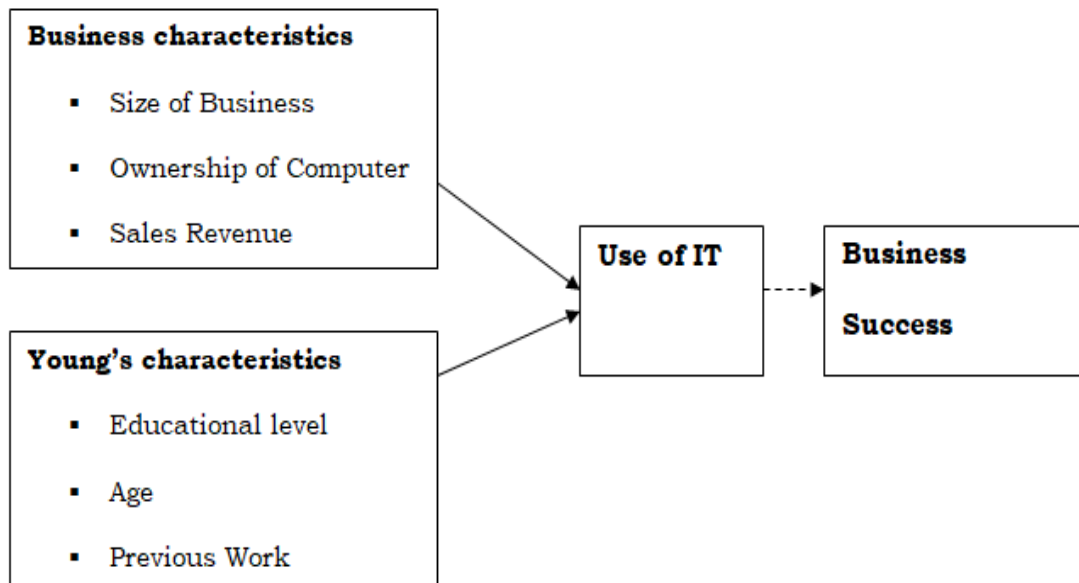 Business characteristics
▪ Size of Business
▪ Ownership of Computer
▪ Sales Revenue
Young's characteristics
▪ Educational level
▪ Age
▪ Previous Work
Use of IT
Business
Success